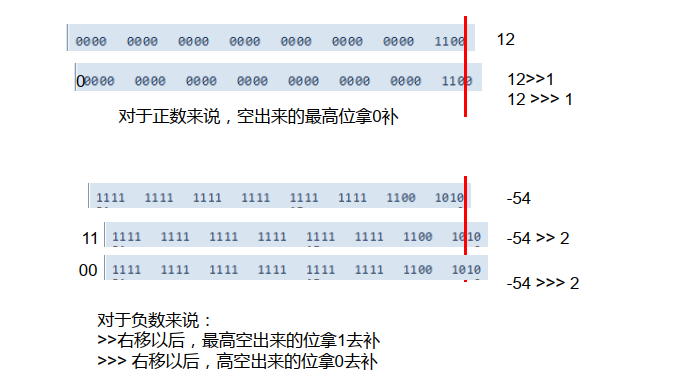 0000 0000 0000 0000 0000 0000 0000 1100 12
0 0000 0000 0000 0000 0000 0000 0000 1100 12>>1
12 >>> 1
对于正数来说，空出来的最高位拿0补
1111 1111 1111 1111 1111 1111 1100 1010 -54
11 1111 1111 1111 1111 1111 1111 1100 1010 -54 >> 2
00 1111 1111 1111 1111 1111 1111 1100 1010 -54 >>> 2
对于负数来说：
>>右移以后，最高空出来的位拿1去补
>>> 右移以后，高空出来的位拿0去补